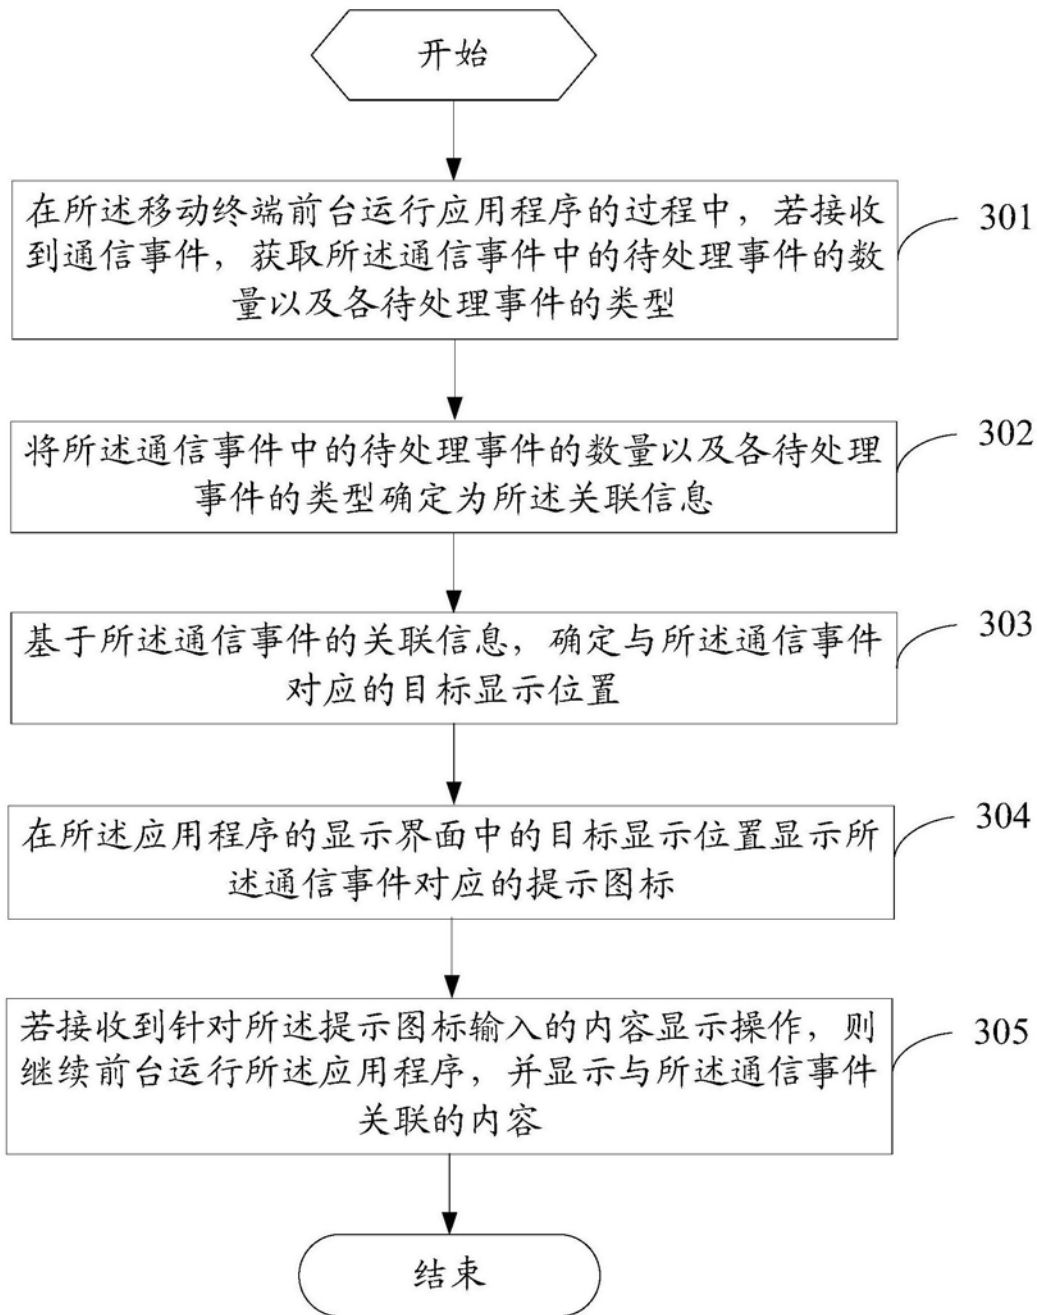 开始
在所述移动终端前台运行应用程序的过程中，若接收
到通信事件，获取所述通信事件中的待处理事件的数
量以及各待处理事件的类型
301
将所述通信事件中的待处理事件的数量以及各待处理
事件的类型确定为所述关联信息
302
基于所述通信事件的关联信息，确定与所述通信事件
对应的目标显示位置
303
在所述应用程序的显示界面中的目标显示位置显示所
述通信事件对应的提示图标
304
若接收到针对所述提示图标输入的内容显示操作，则
继续前台运行所述应用程序，并显示与所述通信事件
关联的内容
305
结束